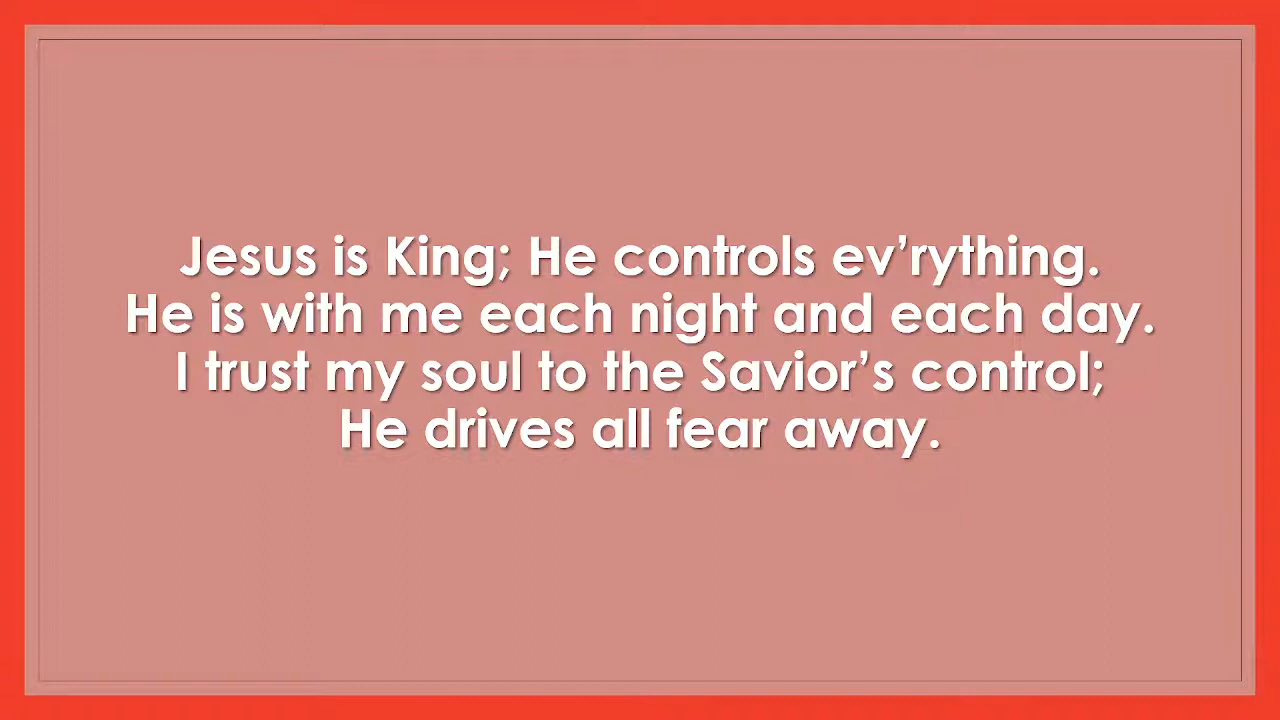 Jesus is King; He controls ev’rything.
He is with me each night and each day.
I trust my soul to the Savior’s control;
He drives all fear away.